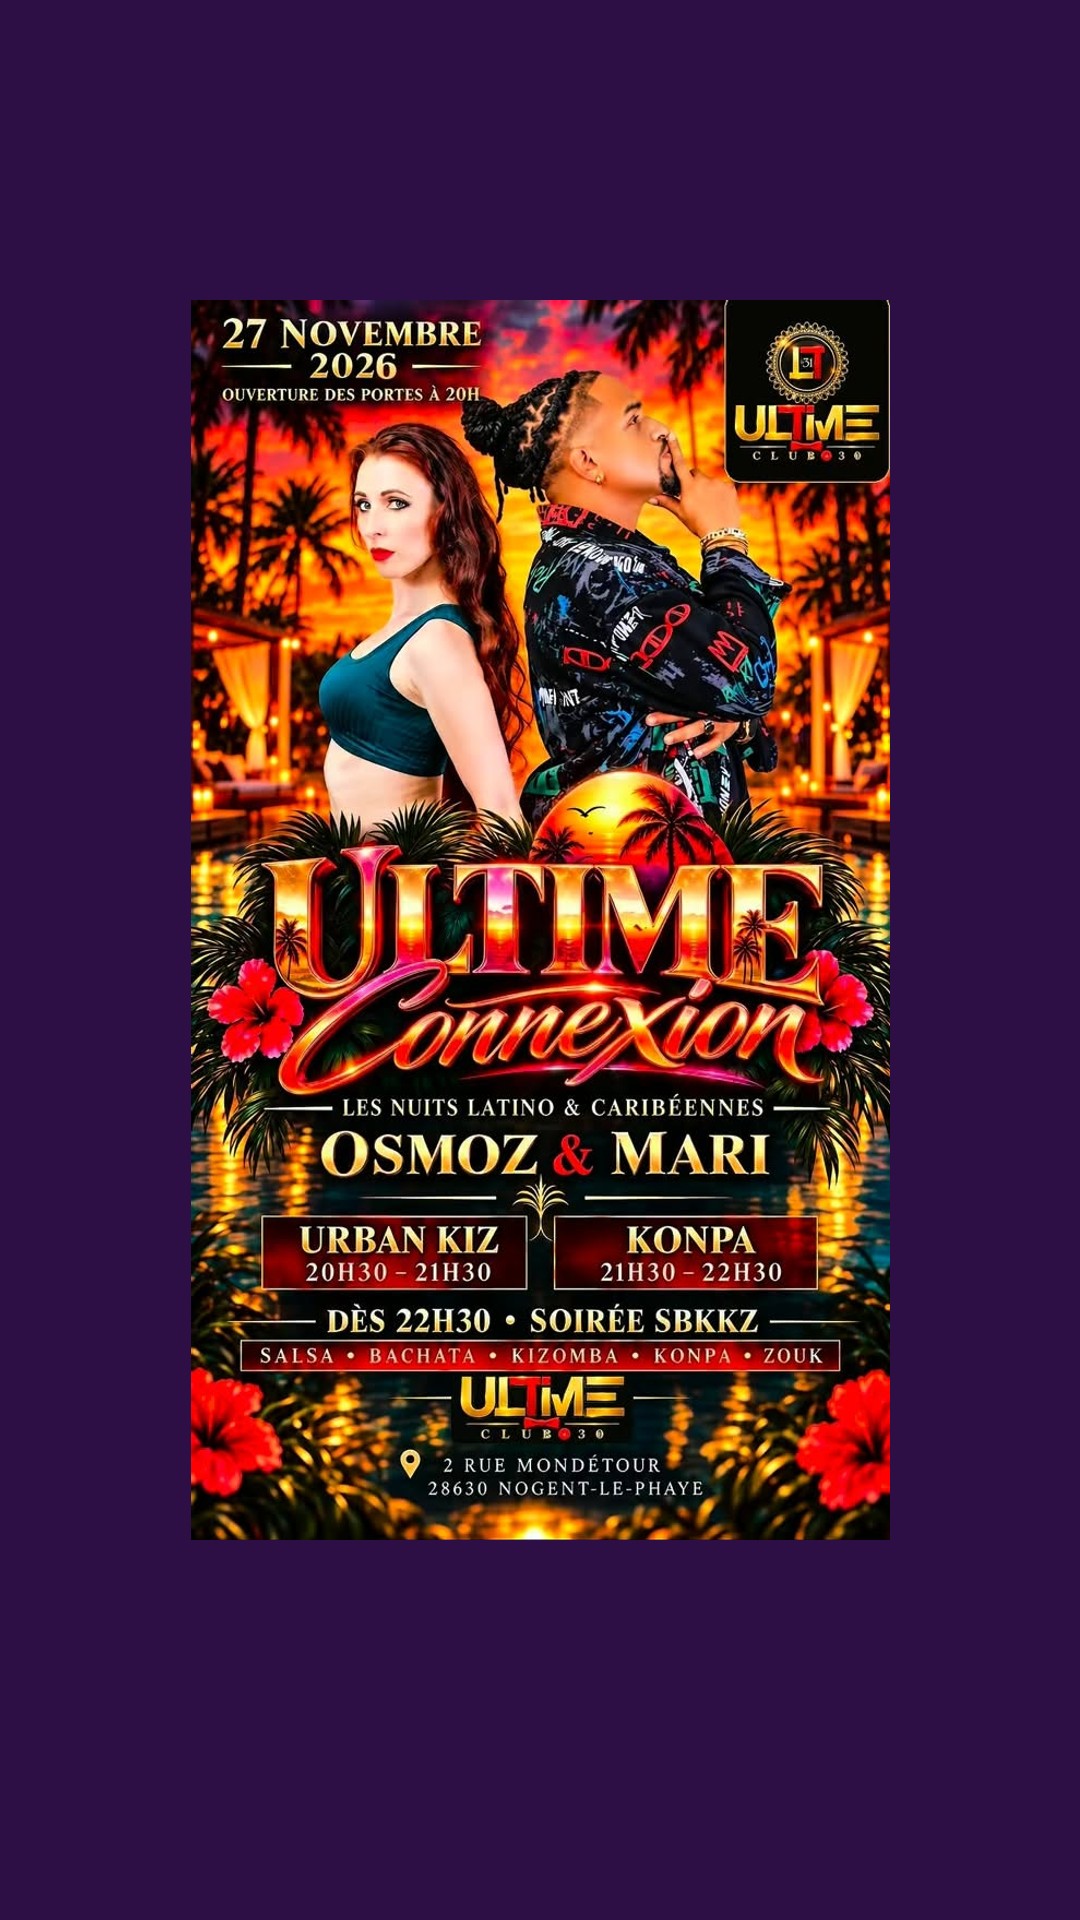 27 NOVEMBRE
2026
OUVERTURE DES PORTES À 20H
LT
31
ULTIME
CLUB 30
ULTIME
Connexion
LES NUITS LATINO & CARIBÉENNES
OSMOZ & MARI
URBAN KIZ
20H30 – 21H30
KONPA
21H30 – 22H30
DÈS 22H30 • SOIRÉE SBKKZ
SALSA • BACHATA • KIZOMBA • KONPA • ZOUK
ULTIME
CLUB 30
2 RUE MONDÉTOUR
28630 NOGENT-LE-PHAYE